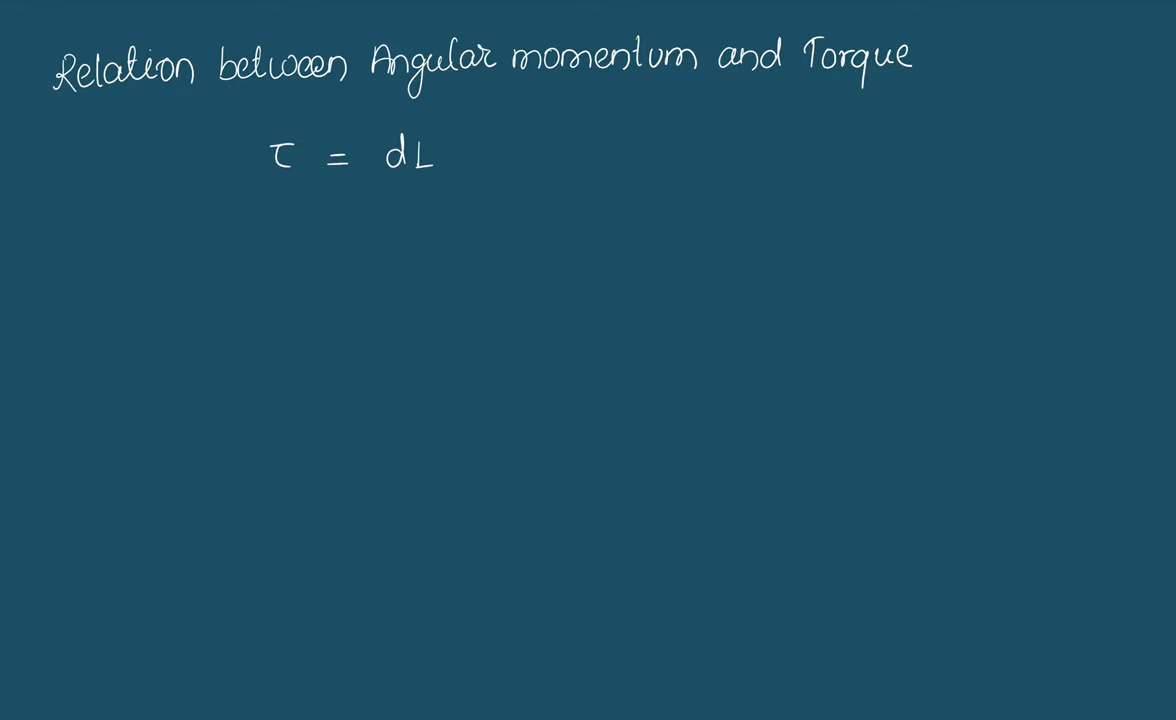 Relation between Angular momentum and Torque
τ = dL